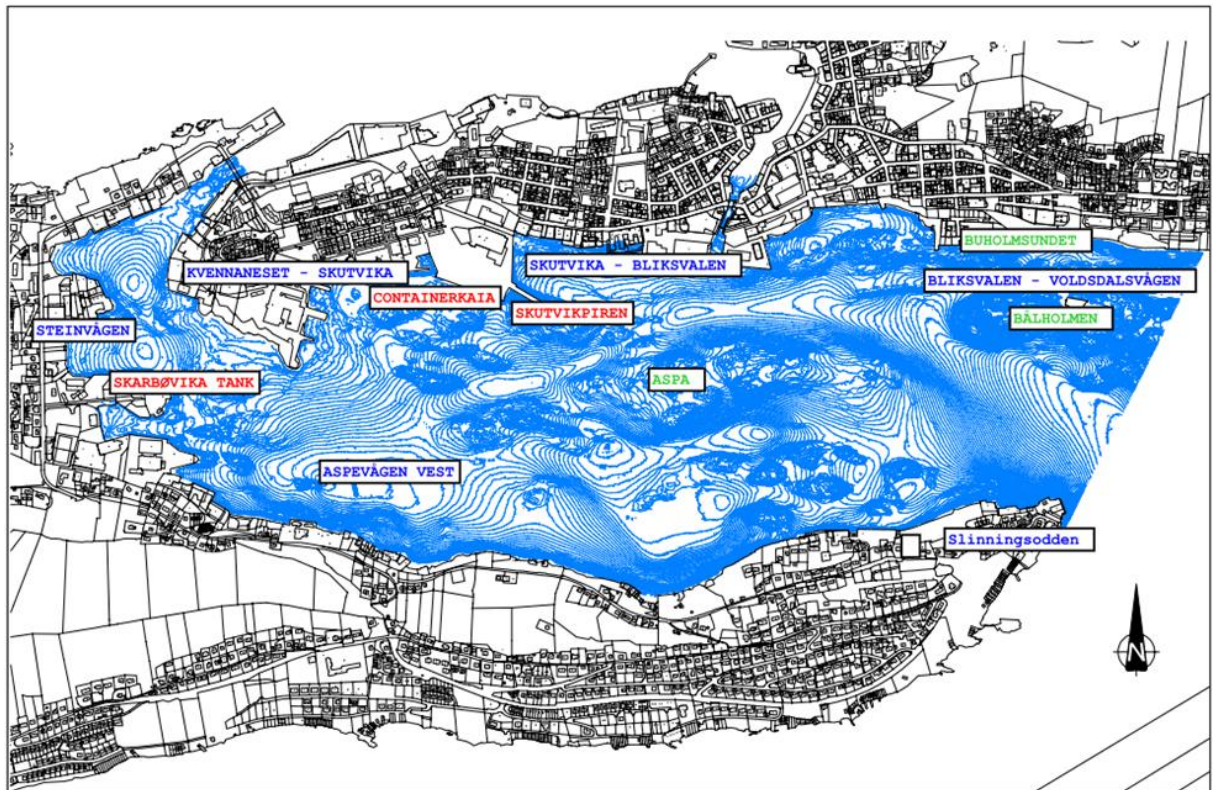 BUHOLMSUNDET
KVENNANESET - SKUTVIKA
SKUTVIKA - BLIKSVALEN
BLIKSVALEN - VOLDSDALSVÅGEN
CONTAINERKAIA
SKUTVIKPIREN
BÅLHOLMEN
STEINVÅGEN
SKARBØVIKA TANK
ASPA
ASPEVÅGEN VEST
Slinningsodden
N